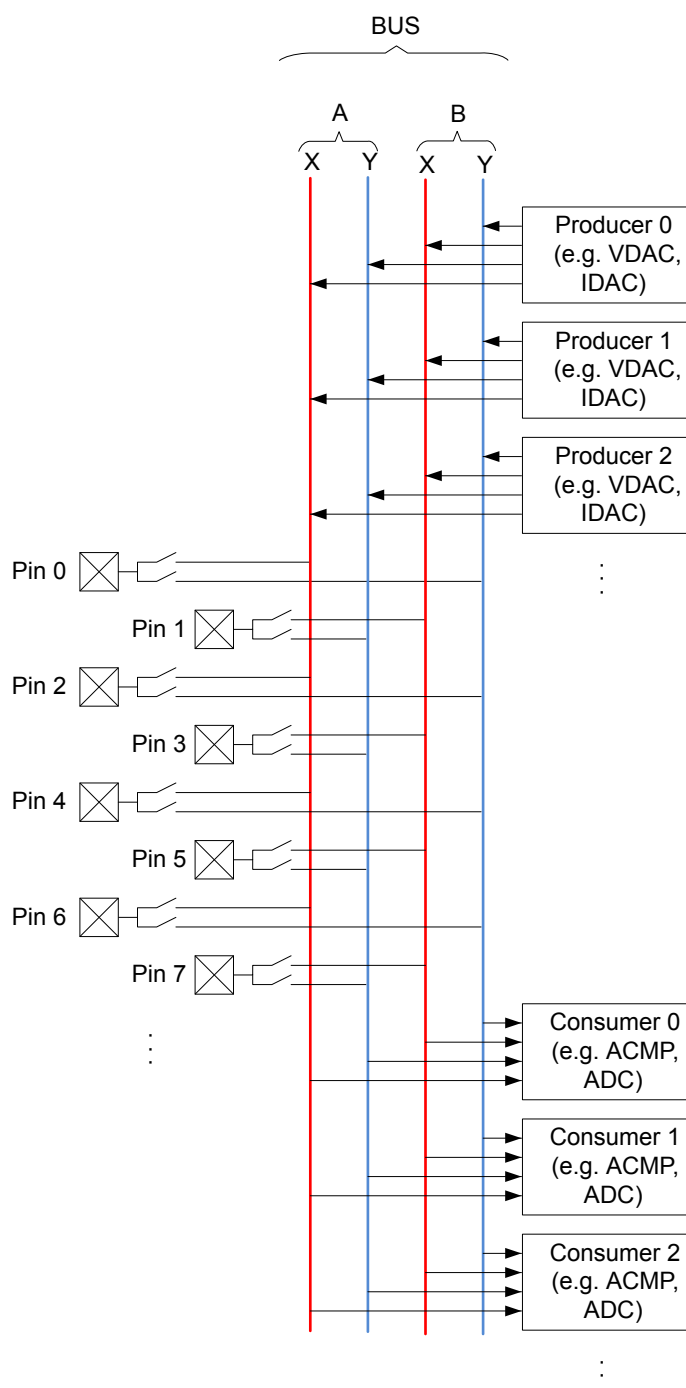 BUS
A B
X Y X Y
Producer 0
(e.g. VDAC,
IDAC)
Producer 1
(e.g. VDAC,
IDAC)
Producer 2
(e.g. VDAC,
IDAC)
Pin 0
Pin 1
Pin 2
Pin 3
Pin 4
Pin 5
Pin 6
Pin 7
Consumer 0
(e.g. ACMP,
ADC)
Consumer 1
(e.g. ACMP,
ADC)
Consumer 2
(e.g. ACMP,
ADC)